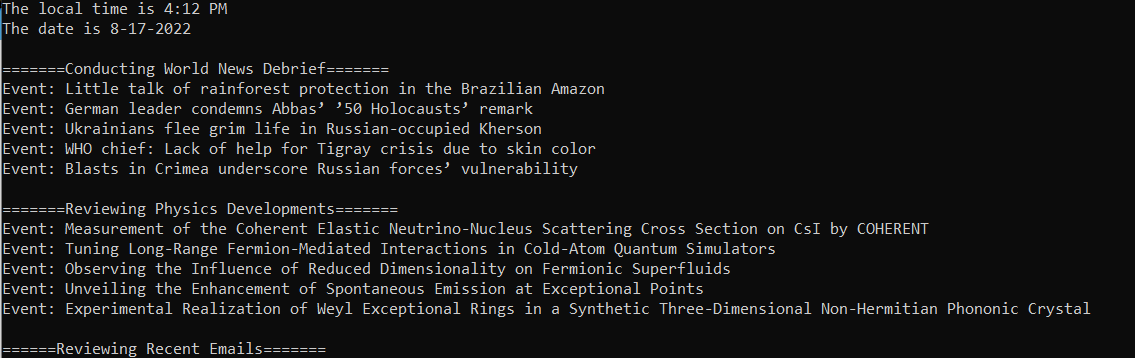 The local time is 4:12 PM
The date is 8-17-2022
=======Conducting World News Debrief=======
Event: Little talk of rainforest protection in the Brazilian Amazon
Event: German leader condemns Abbas’ ’50 Holocausts’ remark
Event: Ukrainians flee grim life in Russian-occupied Kherson
Event: WHO chief: Lack of help for Tigray crisis due to skin color
Event: Blasts in Crimea underscore Russian forces’ vulnerability
=======Reviewing Physics Developments=======
Event: Measurement of the Coherent Elastic Neutrino-Nucleus Scattering Cross Section on CsI by COHERENT
Event: Tuning Long-Range Fermion-Mediated Interactions in Cold-Atom Quantum Simulators
Event: Observing the Influence of Reduced Dimensionality on Fermionic Superfluids
Event: Unveiling the Enhancement of Spontaneous Emission at Exceptional Points
Event: Experimental Realization of Weyl Exceptional Rings in a Synthetic Three-Dimensional Non-Hermitian Phononic Crystal
======Reviewing Recent Emails=======